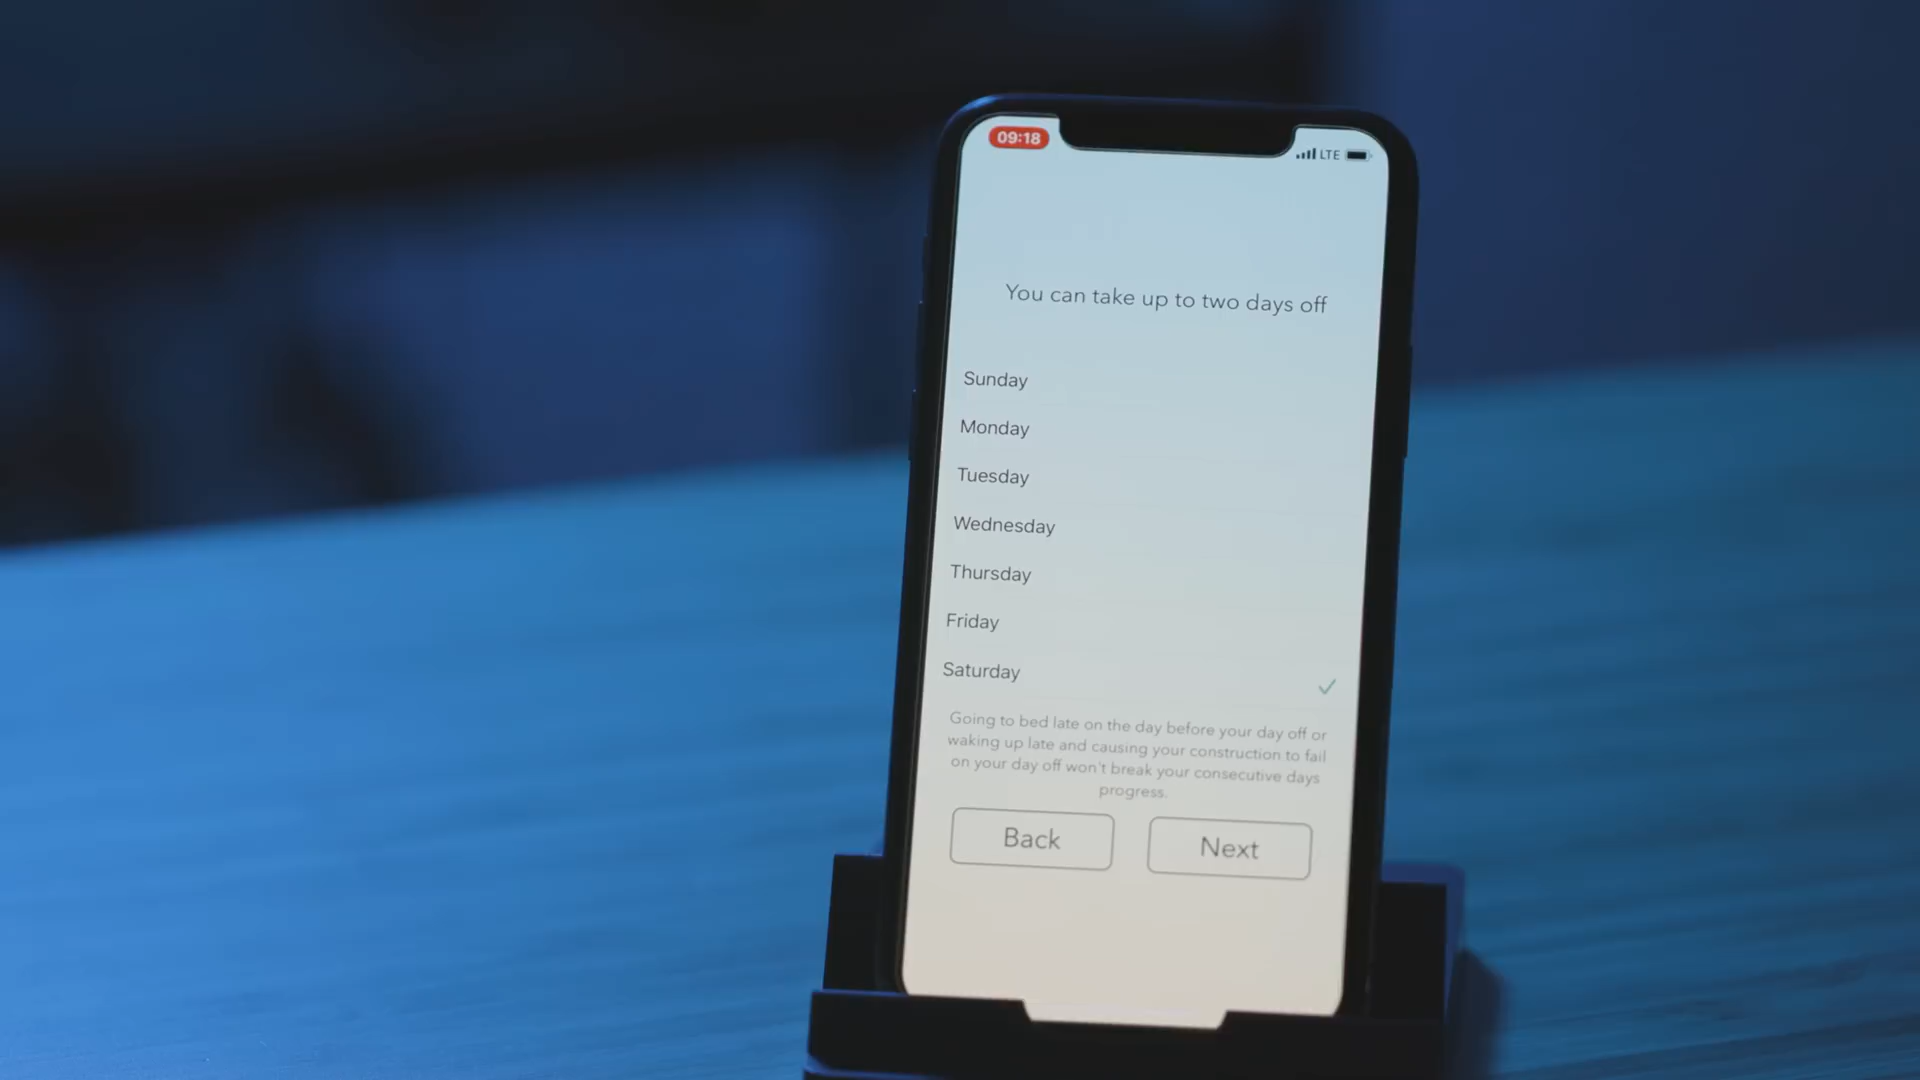 09:18
LTE
You can take up to two days off
Sunday
Monday
Tuesday
Wednesday
Thursday
Friday
Saturday
Going to bed late on the day before your day off or
waking up late and causing your construction to fail
on your day off won't break your consecutive days
progress.
Back
Next